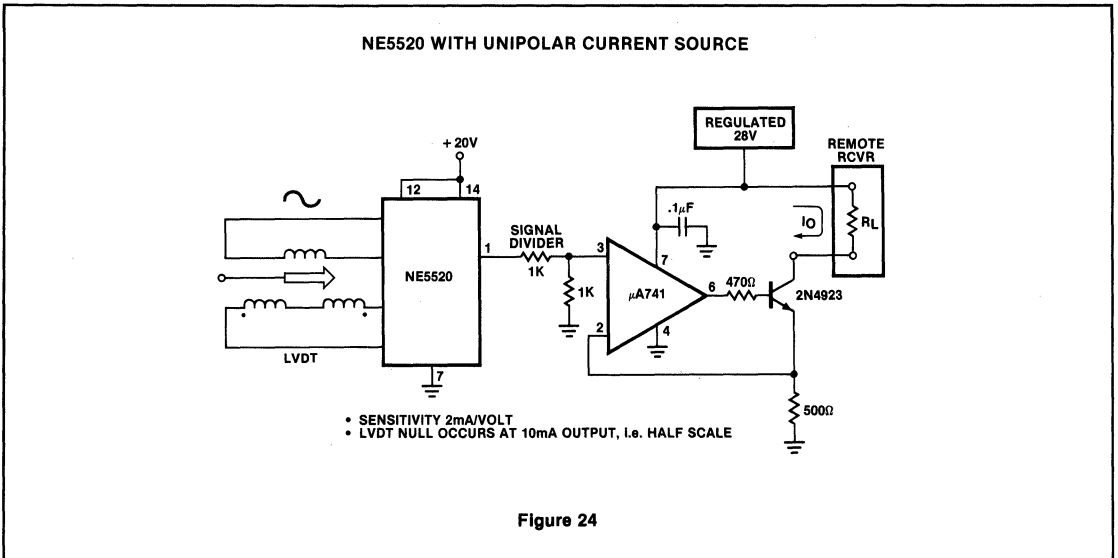 NE5520 WITH UNIPOLAR CURRENT SOURCE
REGULATED
28V
REMOTE
RCVR
+20V
12
14
.1µF
IO
RL
SIGNAL
DIVIDER
1
1K
3
7
NE5520
1K
µA741
6
470Ω
2N4923
2
4
LVDT
7
500Ω
• SENSITIVITY 2mA/VOLT
• LVDT NULL OCCURS AT 10mA OUTPUT, i.e. HALF SCALE
Figure 24